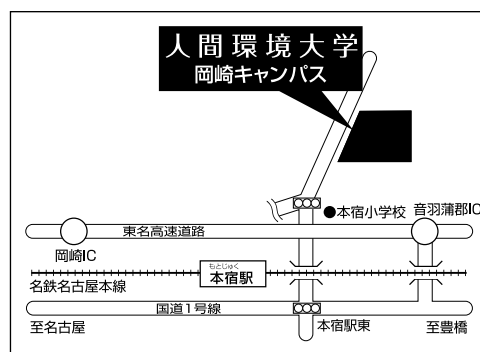 人間環境大学
岡崎キャンパス
●本宿小学校
音羽蒲郡IC
東名高速道路
岡崎IC
もとじゅく
本宿駅
名鉄名古屋本線
国道1号線
至名古屋
本宿駅東
至豊橋